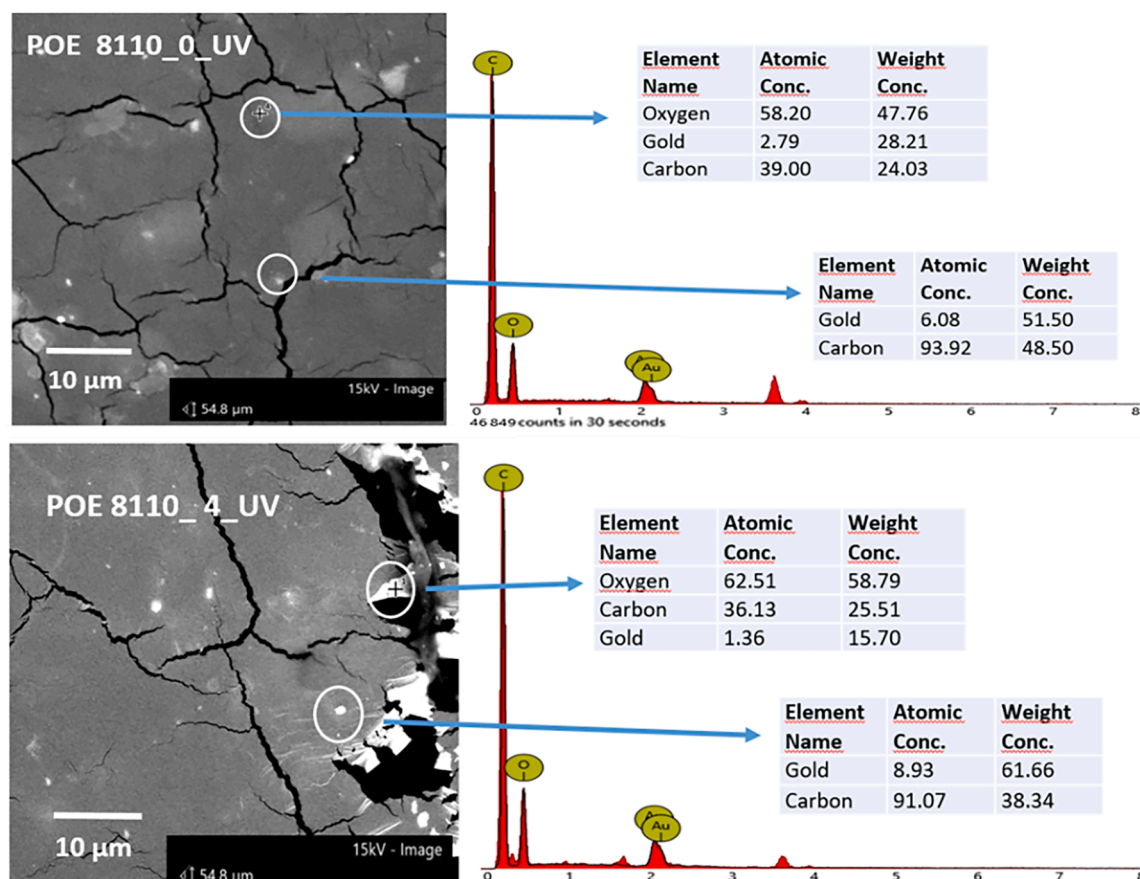 POE 8110_0_UV
10 µm
15kV - Image
54.8 µm
C
O
Au
0 1 2 3 4 5 6 7 8
46 849 counts in 30 seconds
Element Name Atomic Conc. Weight Conc.
Oxygen 58.20 47.76
Gold 2.79 28.21
Carbon 39.00 24.03
Element Name Atomic Conc. Weight Conc.
Gold 6.08 51.50
Carbon 93.92 48.50
POE 8110_ 4_UV
10 µm
15kV - Image
54.8 µm
C
O
Au
0 1 2 3 4 5 6 7 8
Element Name Atomic Conc. Weight Conc.
Oxygen 62.51 58.79
Carbon 36.13 25.51
Gold 1.36 15.70
Element Name Atomic Conc. Weight Conc.
Gold 8.93 61.66
Carbon 91.07 38.34